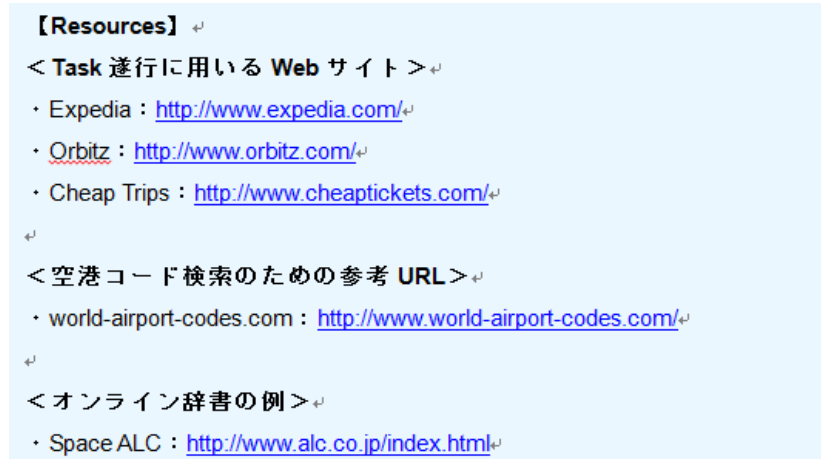 【Resources】
＜Task 遂行に用いる Web サイト＞
・Expedia：http://www.expedia.com/
・Orbitz：http://www.orbitz.com/
・Cheap Trips：http://www.cheaptickets.com/
＜空港コード検索のための参考 URL＞
・world-airport-codes.com：http://www.world-airport-codes.com/
＜オンライン辞書の例＞
・Space ALC：http://www.alc.co.jp/index.html